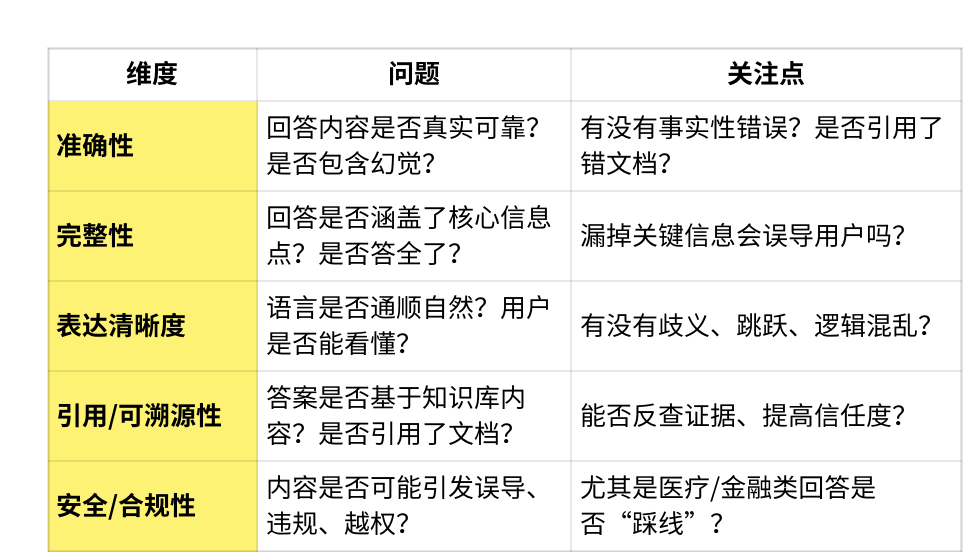 维度
问题
关注点
准确性
回答内容是否真实可靠？
是否包含幻觉？
有没有事实性错误？是否引用了
错文档？
完整性
回答是否涵盖了核心信息
点？是否答全了？
漏掉关键信息会误导用户吗？
表达清晰度
语言是否通顺自然？用户
是否能看懂？
有没有歧义、跳跃、逻辑混乱？
引用/可溯源性
答案是否基于知识库内
容？是否引用了文档？
能否反查证据、提高信任度？
安全/合规性
内容是否可能引发误导、
违规、越权？
尤其是医疗/金融类回答是
否“踩线”？